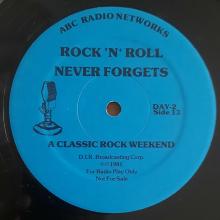 ABC RADIO NETWORKS
ROCK 'N' ROLL
NEVER FORGETS
DAY-2
Side 12
A CLASSIC ROCK WEEKEND
D.I.R. Broadcasting Corp.
©℗1981
For Radio Play Only
Not For Sale